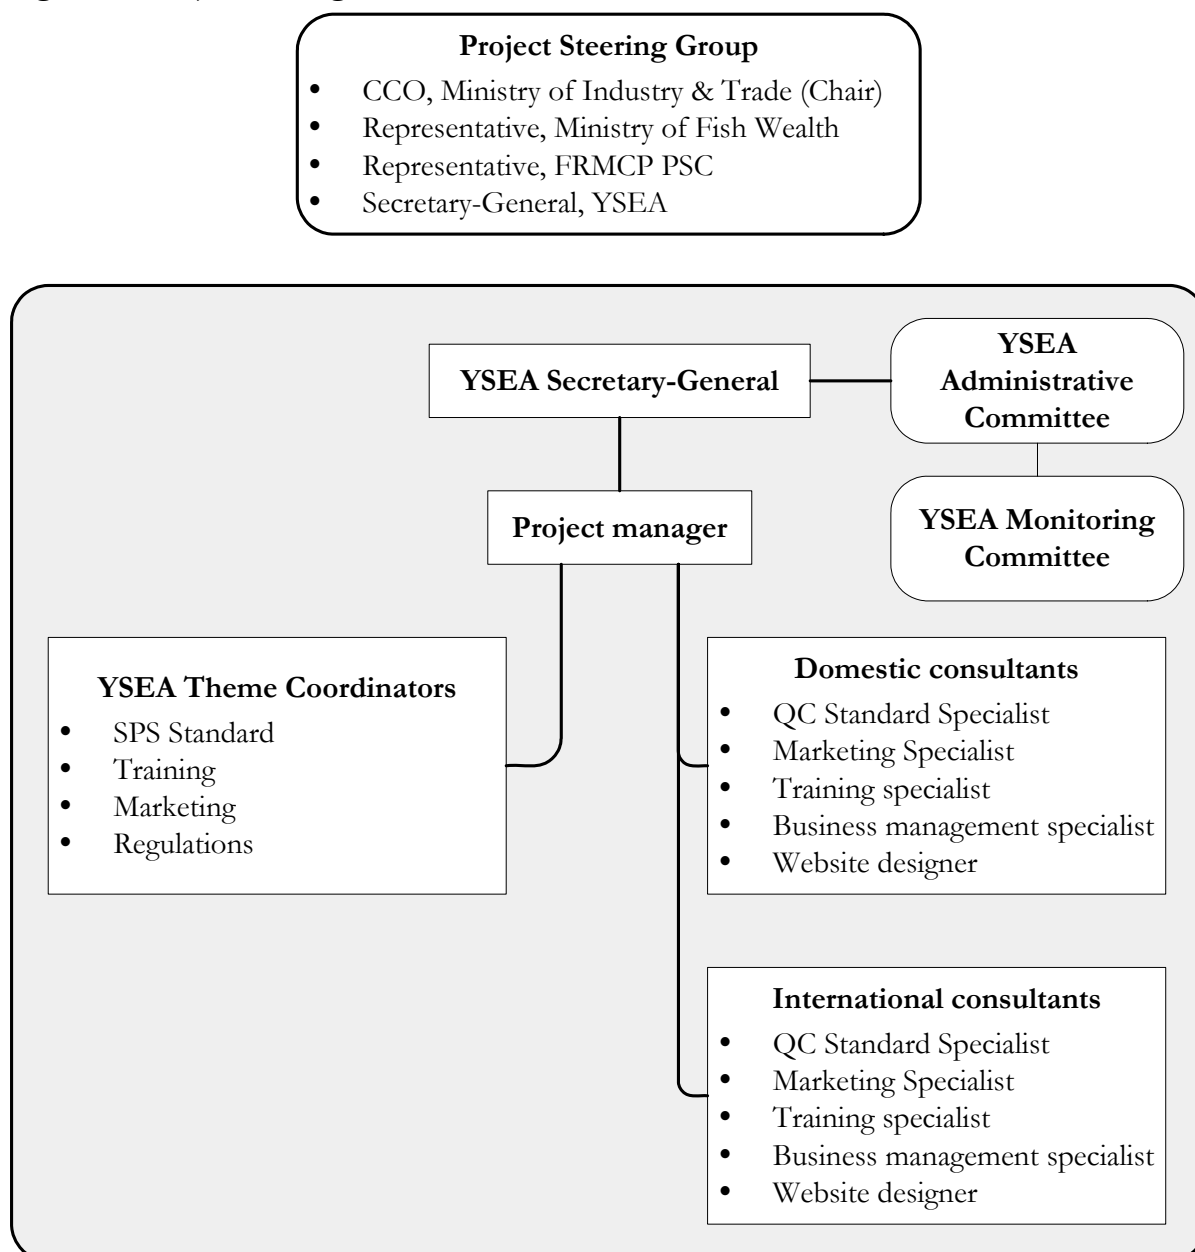 Project Steering Group
• CCO, Ministry of Industry & Trade (Chair)
• Representative, Ministry of Fish Wealth
• Representative, FRMCP PSC
• Secretary-General, YSEA
YSEA Secretary-General
YSEA
Administrative
Committee
Project manager
YSEA Monitoring
Committee
YSEA Theme Coordinators
• SPS Standard
• Training
• Marketing
• Regulations
Domestic consultants
• QC Standard Specialist
• Marketing Specialist
• Training specialist
• Business management specialist
• Website designer
International consultants
• QC Standard Specialist
• Marketing Specialist
• Training specialist
• Business management specialist
• Website designer